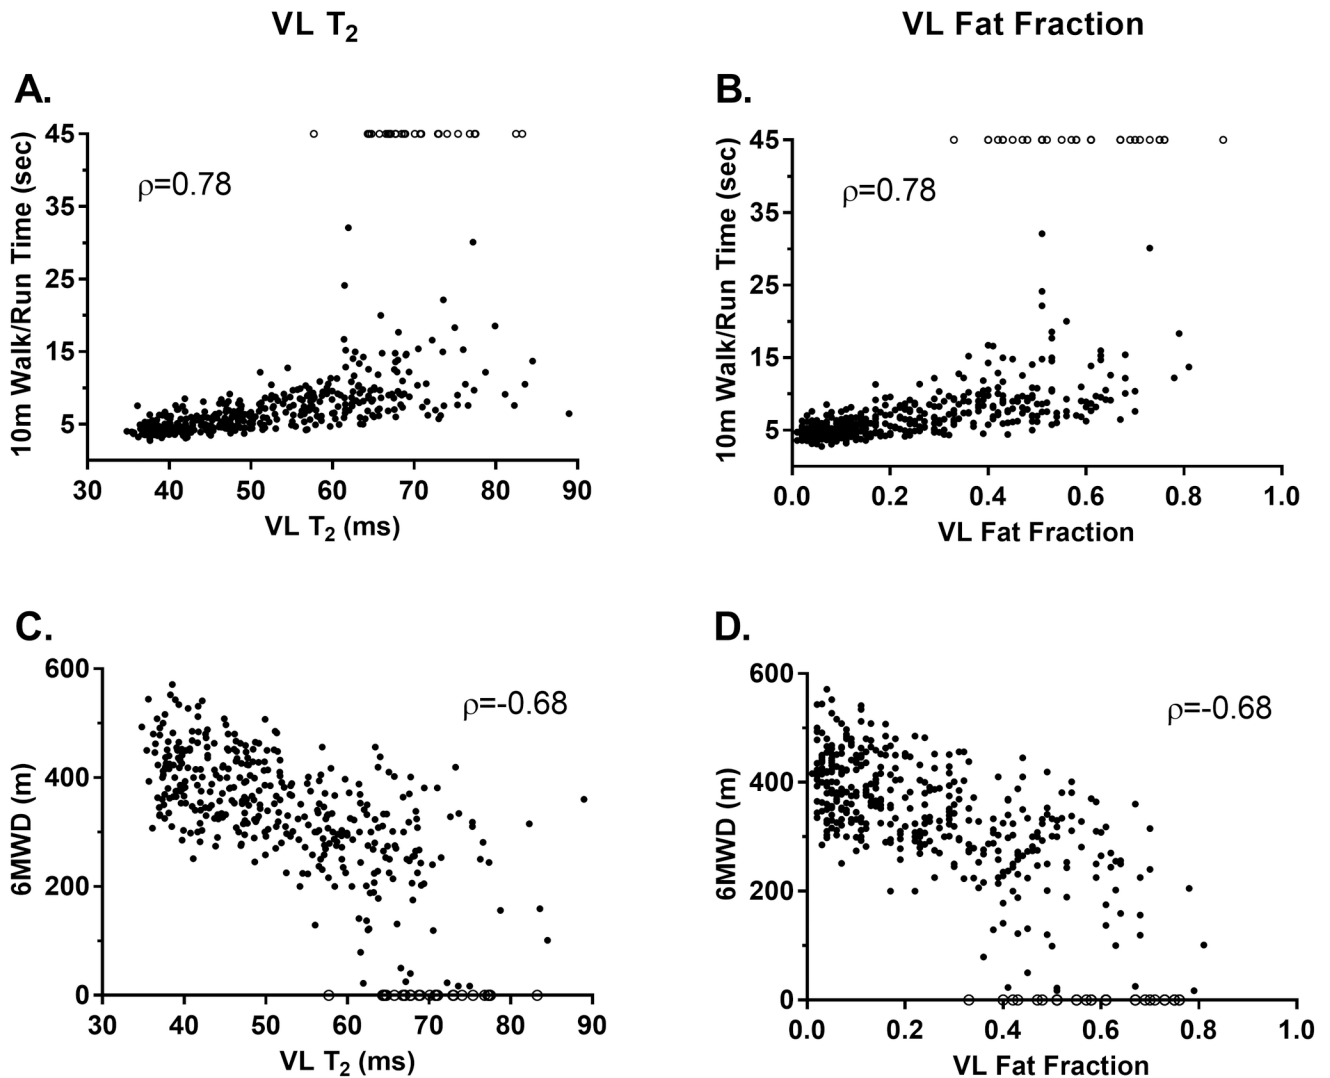 VL T₂
VL Fat Fraction
A.
10m Walk/Run Time (sec)
45
35
25
15
5
ρ=0.78
30 40 50 60 70 80 90
VL T₂ (ms)
B.
10m Walk/Run Time (sec)
45
35
25
15
5
ρ=0.78
0.0 0.2 0.4 0.6 0.8 1.0
VL Fat Fraction
C.
6MWD (m)
600
400
200
0
ρ=-0.68
30 40 50 60 70 80 90
VL T₂ (ms)
D.
6MWD (m)
600
400
200
0
ρ=-0.68
0.0 0.2 0.4 0.6 0.8 1.0
VL Fat Fraction